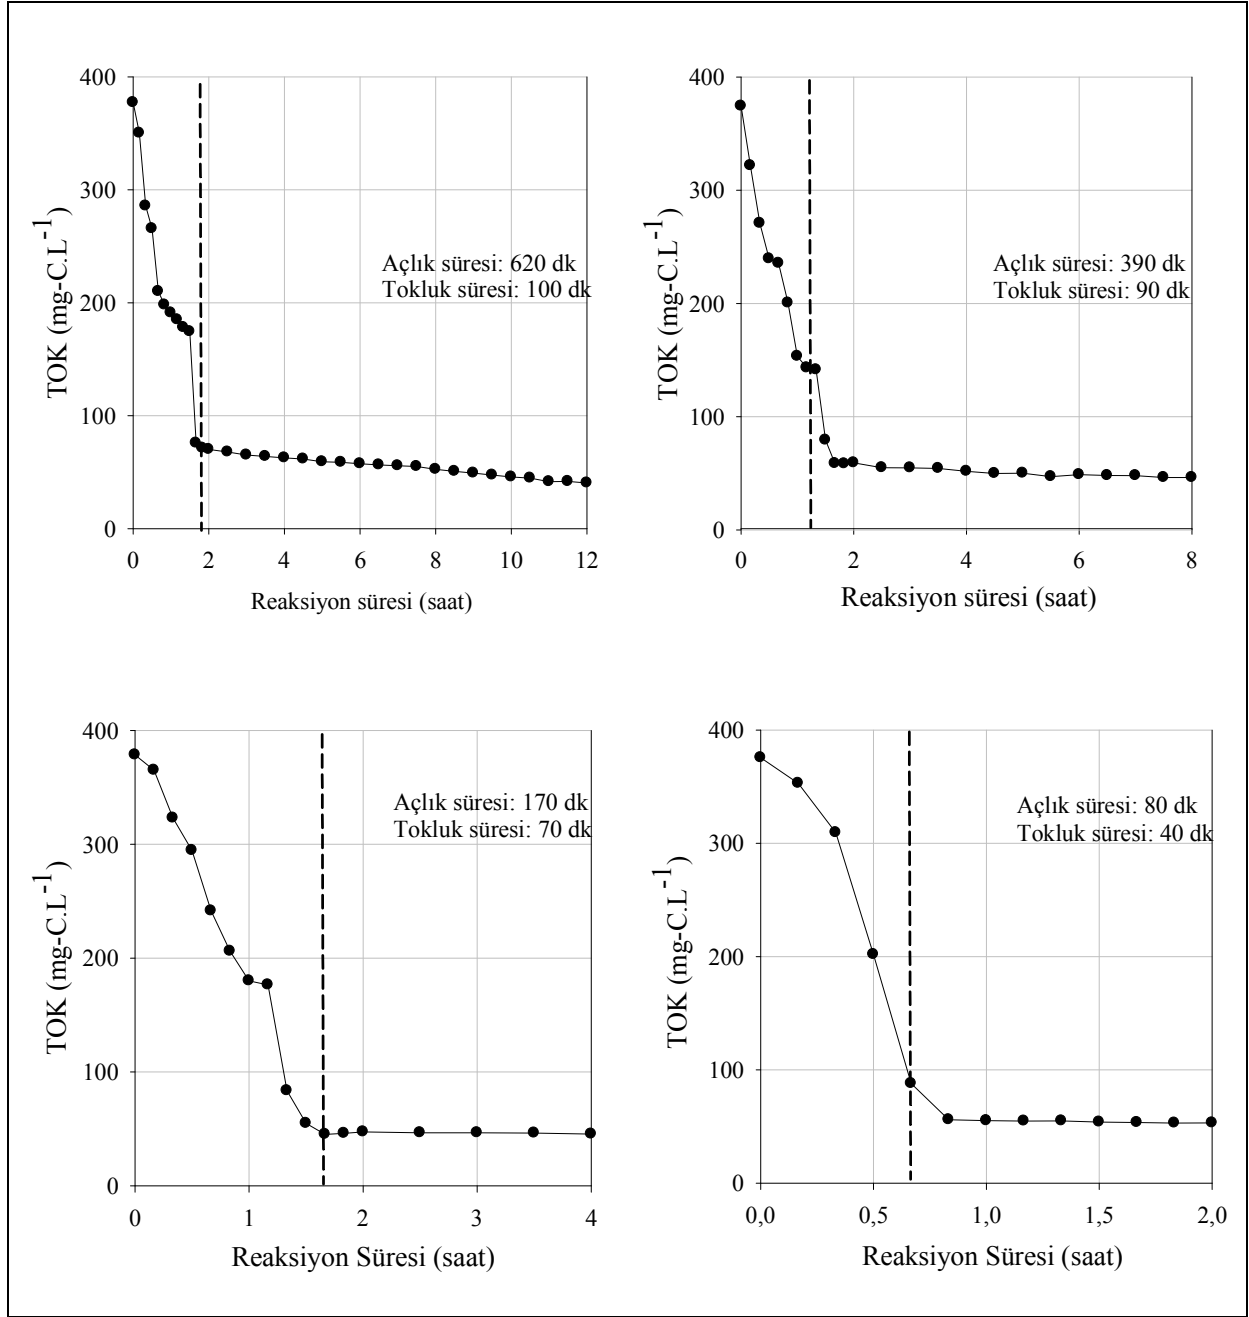 400
300
200
100
0
TOK (mg-C.L-1)
Açlık süresi: 620 dk
Tokluk süresi: 100 dk
0 2 4 6 8 10 12
Reaksiyon süresi (saat)
400
300
200
100
0
TOK (mg-C.L-1)
Açlık süresi: 390 dk
Tokluk süresi: 90 dk
0 2 4 6 8
Reaksiyon süresi (saat)
400
300
200
100
0
TOK (mg-C.L-1)
Açlık süresi: 170 dk
Tokluk süresi: 70 dk
0 1 2 3 4
Reaksiyon Süresi (saat)
400
300
200
100
0
TOK (mg-C.L-1)
Açlık süresi: 80 dk
Tokluk süresi: 40 dk
0,0 0,5 1,0 1,5 2,0
Reaksiyon Süresi (saat)